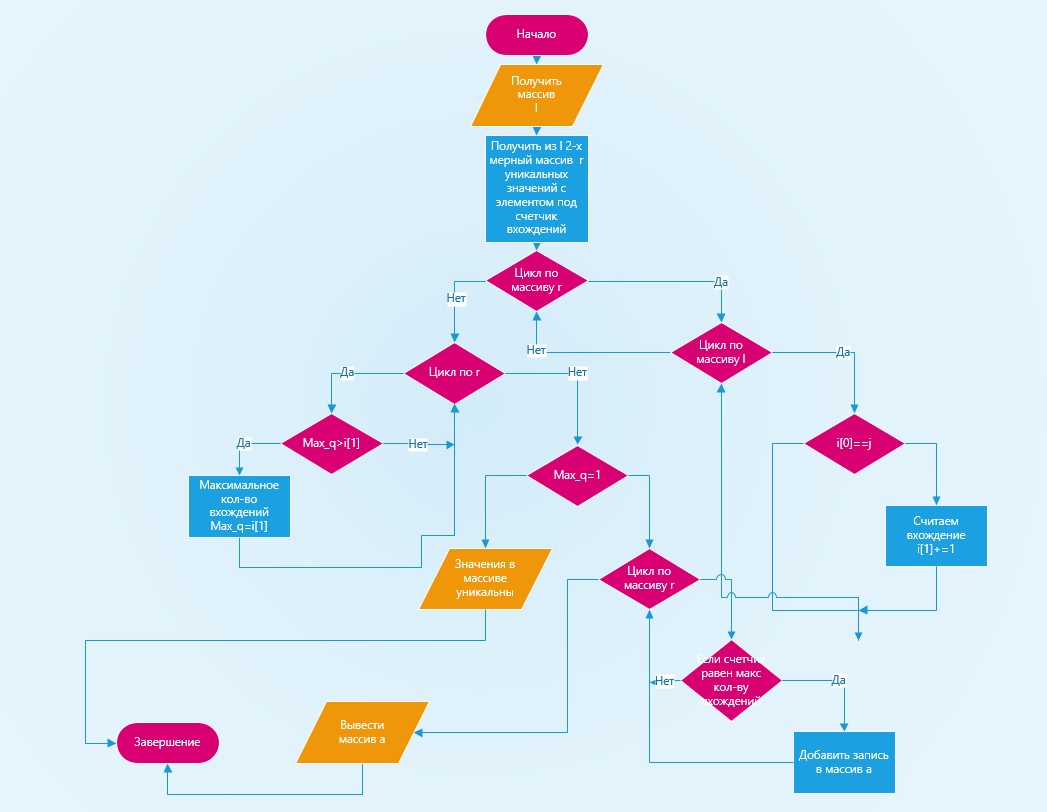 Начало
Получить
массив
l
Получить из l 2-х
мерный массив r
уникальных
значений с
элементом под
счетчик
вхождений
Цикл по
массиву r
Да
Нет
Цикл по
массиву l
Нет
Да
Цикл по r
Да
Нет
Max_q>i[1]
Да
Нет
i[0]==j
Max_q=1
Максимальное
кол-во
вхождений
Max_q=i[1]
Считаем
вхождение
i[1]+=1
Значения в
массиве
уникальны
Цикл по
массиву r
Если счетчик
равен макс
кол-ву
вхождений
Нет
Да
Вывести
массив а
Завершение
Добавить запись
в массив а